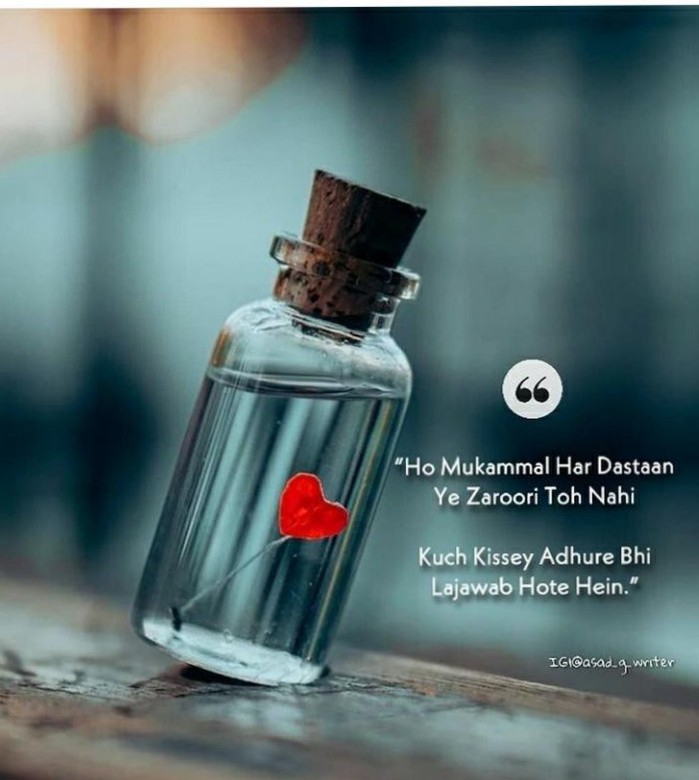 “Ho Mukammal Har Dastaan
Ye Zaroori Toh Nahi
Kuch Kissey Adhure Bhi
Lajawab Hote Hein.”
IG|@asad_g_writer